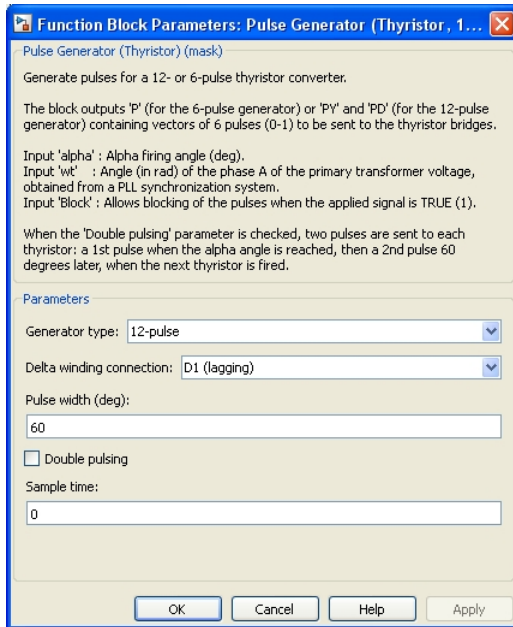 Function Block Parameters: Pulse Generator (Thyristor, 1...
Pulse Generator (Thyristor) (mask)
Generate pulses for a 12- or 6-pulse thyristor converter.
The block outputs 'P' (for the 6-pulse generator) or 'PY' and 'PD' (for the 12-pulse
generator) containing vectors of 6 pulses (0-1) to be sent to the thyristor bridges.
Input 'alpha' : Alpha firing angle (deg).
Input 'wt' : Angle (in rad) of the phase A of the primary transformer voltage,
obtained from a PLL synchronization system.
Input 'Block' : Allows blocking of the pulses when the applied signal is TRUE (1).
When the 'Double pulsing' parameter is checked, two pulses are sent to each
thyristor: a 1st pulse when the alpha angle is reached, then a 2nd pulse 60
degrees later, when the next thyristor is fired.
Parameters
Generator type: 12-pulse
Delta winding connection: D1 (lagging)
Pulse width (deg):
60
Double pulsing
Sample time:
0
OK Cancel Help Apply